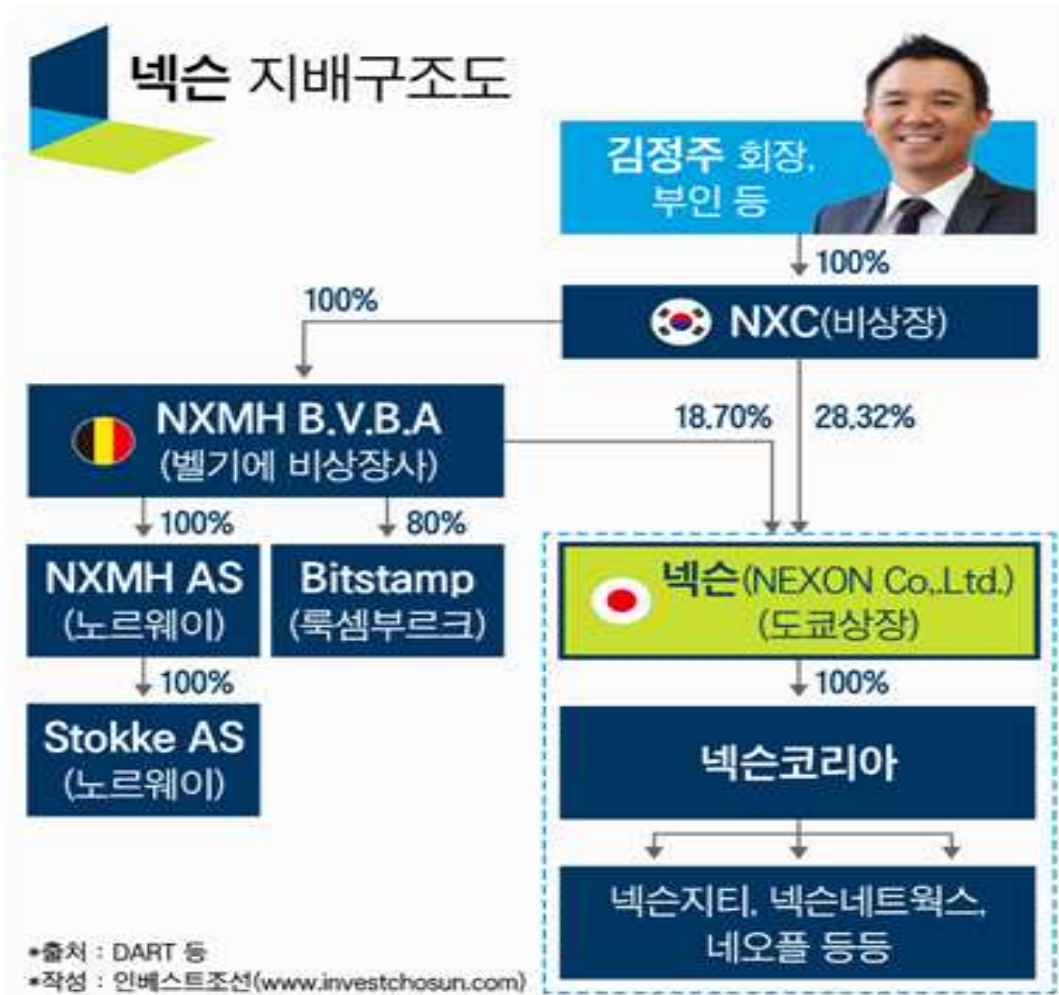 넥슨 지배구조도
김정주 회장,
부인 등
100%
100%
NXC(비상장)
NXMH B.V.B.A
(벨기에 비상장사)
18.70%
28.32%
100%
80%
NXMH AS
(노르웨이)
Bitstamp
(룩셈부르크)
넥슨(NEXON Co,.Ltd.)
(도쿄상장)
100%
100%
Stokke AS
(노르웨이)
넥슨코리아
넥슨지티, 넥슨네트웍스,
네오플 등등
*출처 : DART 등
*작성 : 인베스트조선(www.investchosun.com)